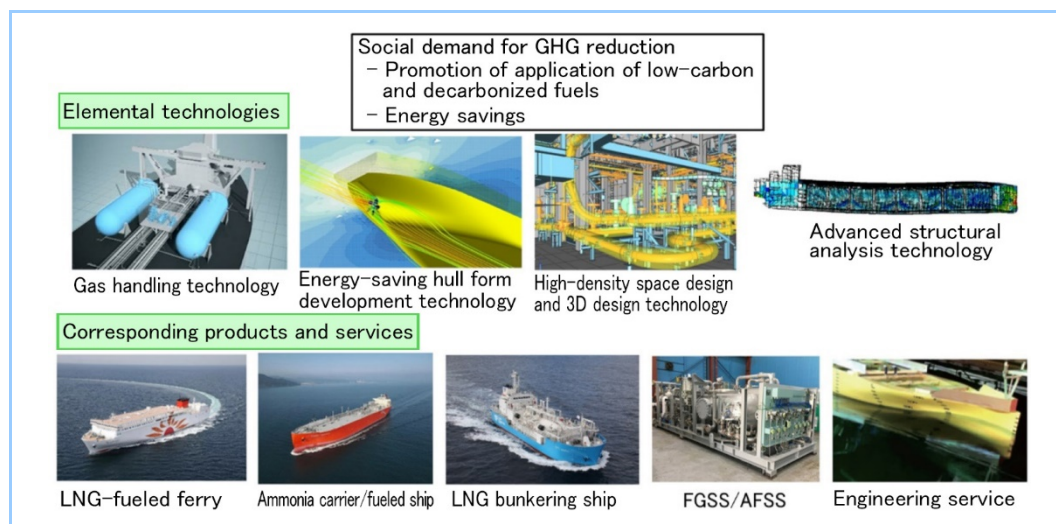 Social demand for GHG reduction
- Promotion of application of low-carbon
and decarbonized fuels
- Energy savings
Elemental technologies
Gas handling technology
Energy-saving hull form
development technology
High-density space design
and 3D design technology
Advanced structural
analysis technology
Corresponding products and services
LNG-fueled ferry
Ammonia carrier/fueled ship
LNG bunkering ship
FGSS/AFSS
Engineering service